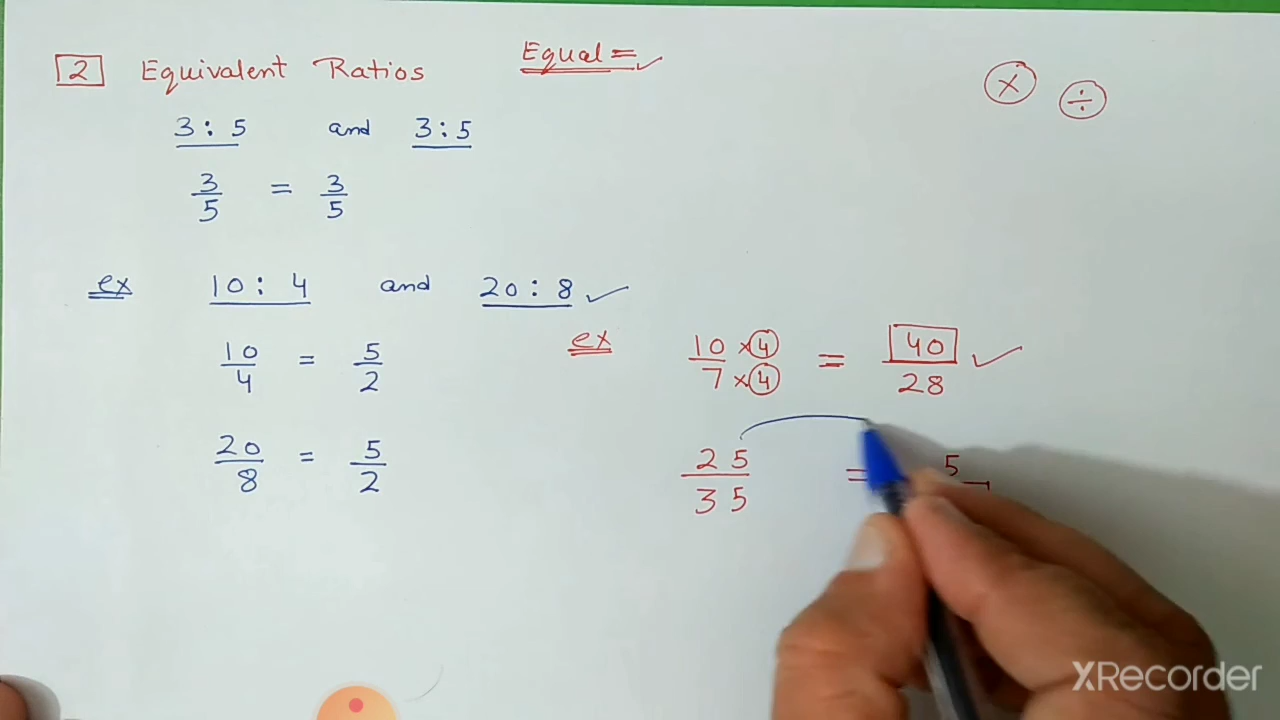 2 Equivalent Ratios Equal =
× ÷
3 : 5 and 3 : 5
3/5 = 3/5
ex 10 : 4 and 20 : 8
10/4 = 5/2
ex 10×4/7×4 = 40/28
20/8 = 5/2
25/35 = 5
XRecorder